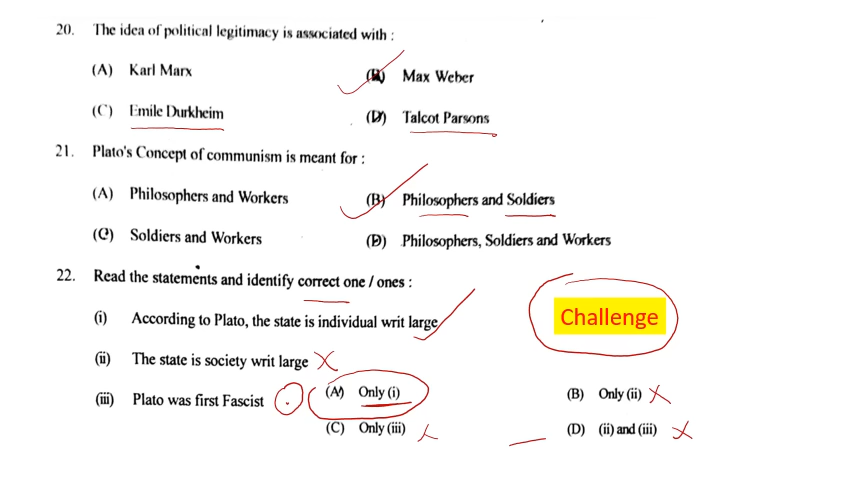 20. The idea of political legitimacy is associated with :
(A) Karl Marx (B) Max Weber
(C) Emile Durkheim (D) Talcot Parsons
21. Plato's Concept of communism is meant for :
(A) Philosophers and Workers (B) Philosophers and Soldiers
(C) Soldiers and Workers (D) Philosophers, Soldiers and Workers
22. Read the statements and identify correct one / ones :
(i) According to Plato, the state is individual writ large
Challenge
(ii) The state is society writ large
(iii) Plato was first Fascist
(A) Only (i) (B) Only (ii)
(C) Only (iii) (D) (ii) and (iii)